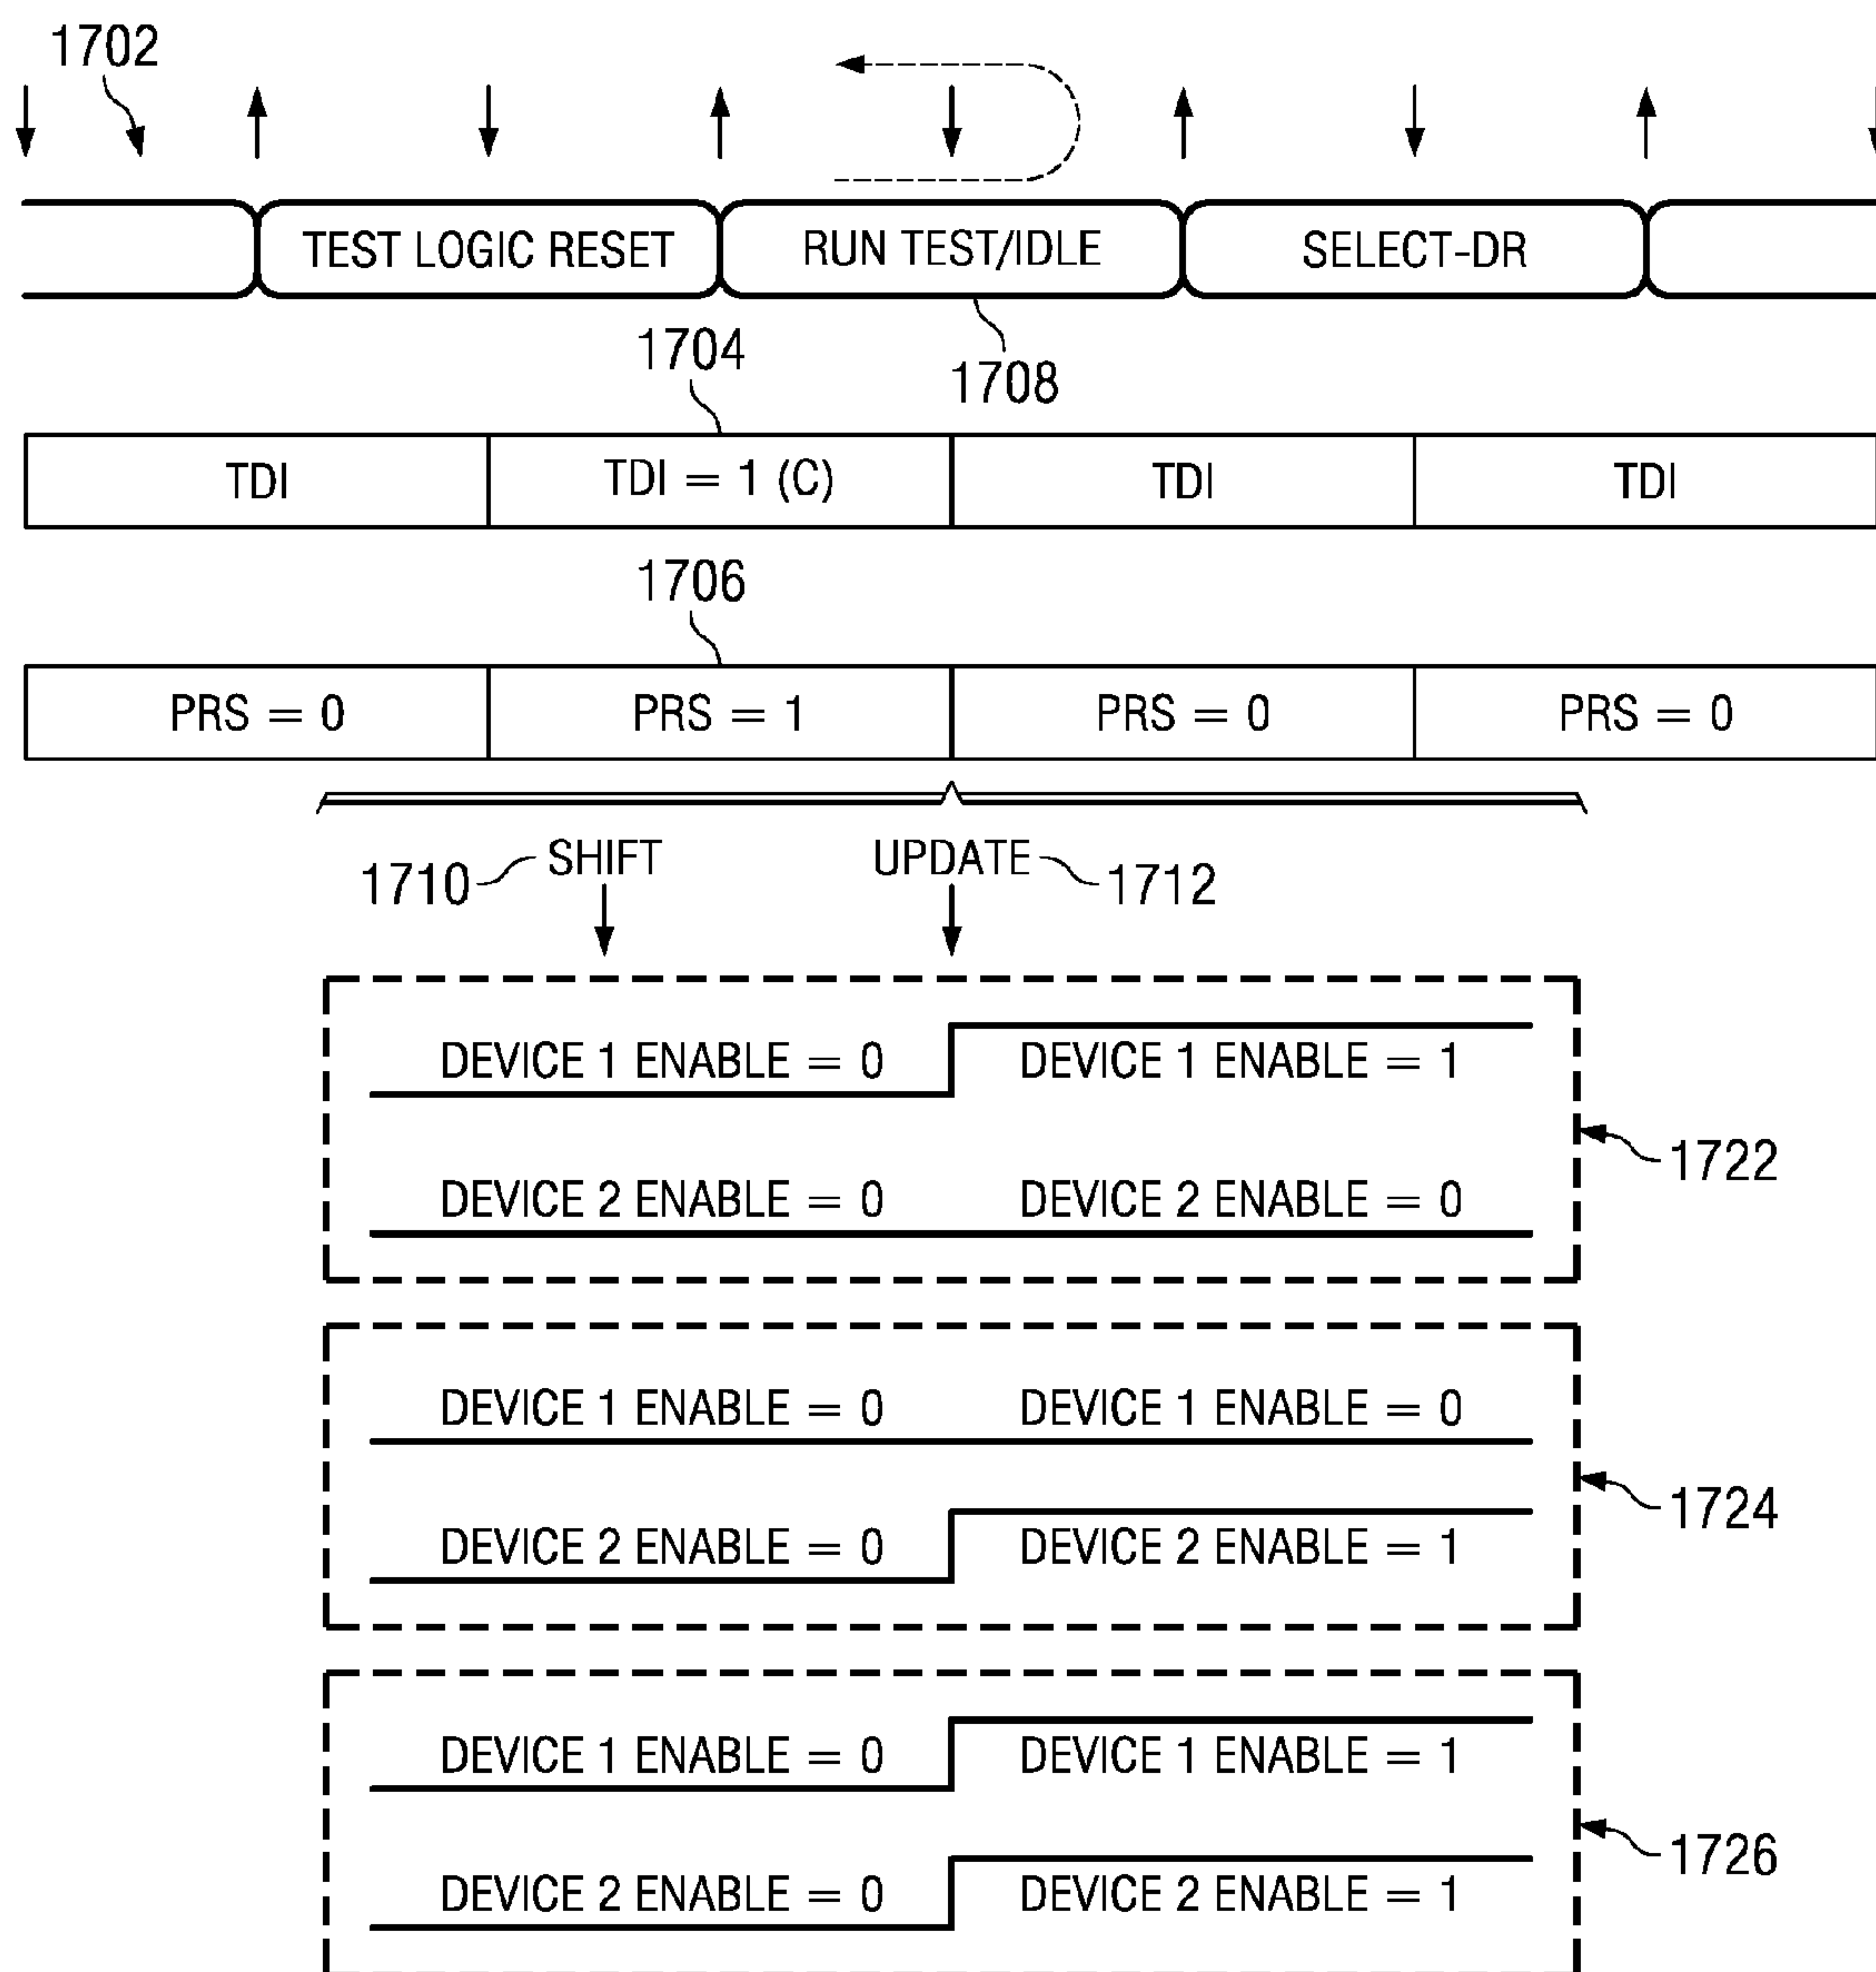 1702
TEST LOGIC RESET RUN TEST/IDLE SELECT-DR
1704
1708
TDI TDI = 1 (C) TDI TDI
1706
PRS = 0 PRS = 1 PRS = 0 PRS = 0
SHIFT UPDATE
1710 1712
DEVICE 1 ENABLE = 0 DEVICE 1 ENABLE = 1
1722
DEVICE 2 ENABLE = 0 DEVICE 2 ENABLE = 0
DEVICE 1 ENABLE = 0 DEVICE 1 ENABLE = 0
1724
DEVICE 2 ENABLE = 0 DEVICE 2 ENABLE = 1
DEVICE 1 ENABLE = 0 DEVICE 1 ENABLE = 1
1726
DEVICE 2 ENABLE = 0 DEVICE 2 ENABLE = 1